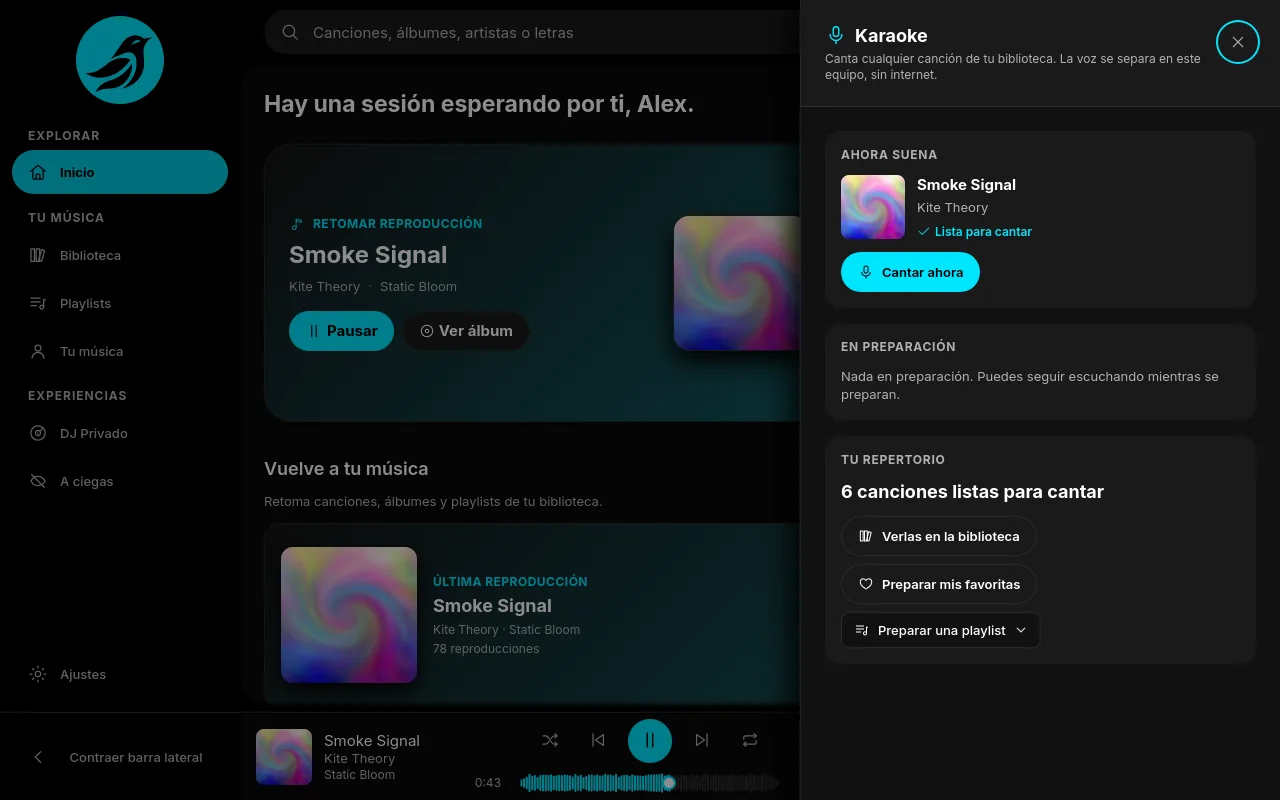 EXPLORAR
Inicio
TU MÚSICA
Biblioteca
Playlists
Tu música
EXPERIENCIAS
DJ Privado
A ciegas
Ajustes
Contraer barra lateral
Canciones, álbumes, artistas o letras
Hay una sesión esperando por ti, Alex.
RETOMAR REPRODUCCIÓN
Smoke Signal
Kite Theory · Static Bloom
Pausar
Ver álbum
Vuelve a tu música
Retoma canciones, álbumes y playlists de tu biblioteca.
ÚLTIMA REPRODUCCIÓN
Smoke Signal
Kite Theory · Static Bloom
78 reproducciones
Smoke Signal
Kite Theory
Static Bloom
0:43
Karaoke
Canta cualquier canción de tu biblioteca. La voz se separa en este
equipo, sin internet.
AHORA SUENA
Smoke Signal
Kite Theory
Lista para cantar
Cantar ahora
EN PREPARACIÓN
Nada en preparación. Puedes seguir escuchando mientras se
preparan.
TU REPERTORIO
6 canciones listas para cantar
Verlas en la biblioteca
Preparar mis favoritas
Preparar una playlist